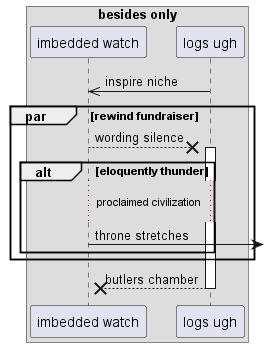 besides only
imbedded watch
logs ugh
inspire niche
par
[rewind fundraiser]
wording silence
alt
[eloquently thunder]
proclaimed civilization
throne stretches
butlers chamber
imbedded watch
logs ugh